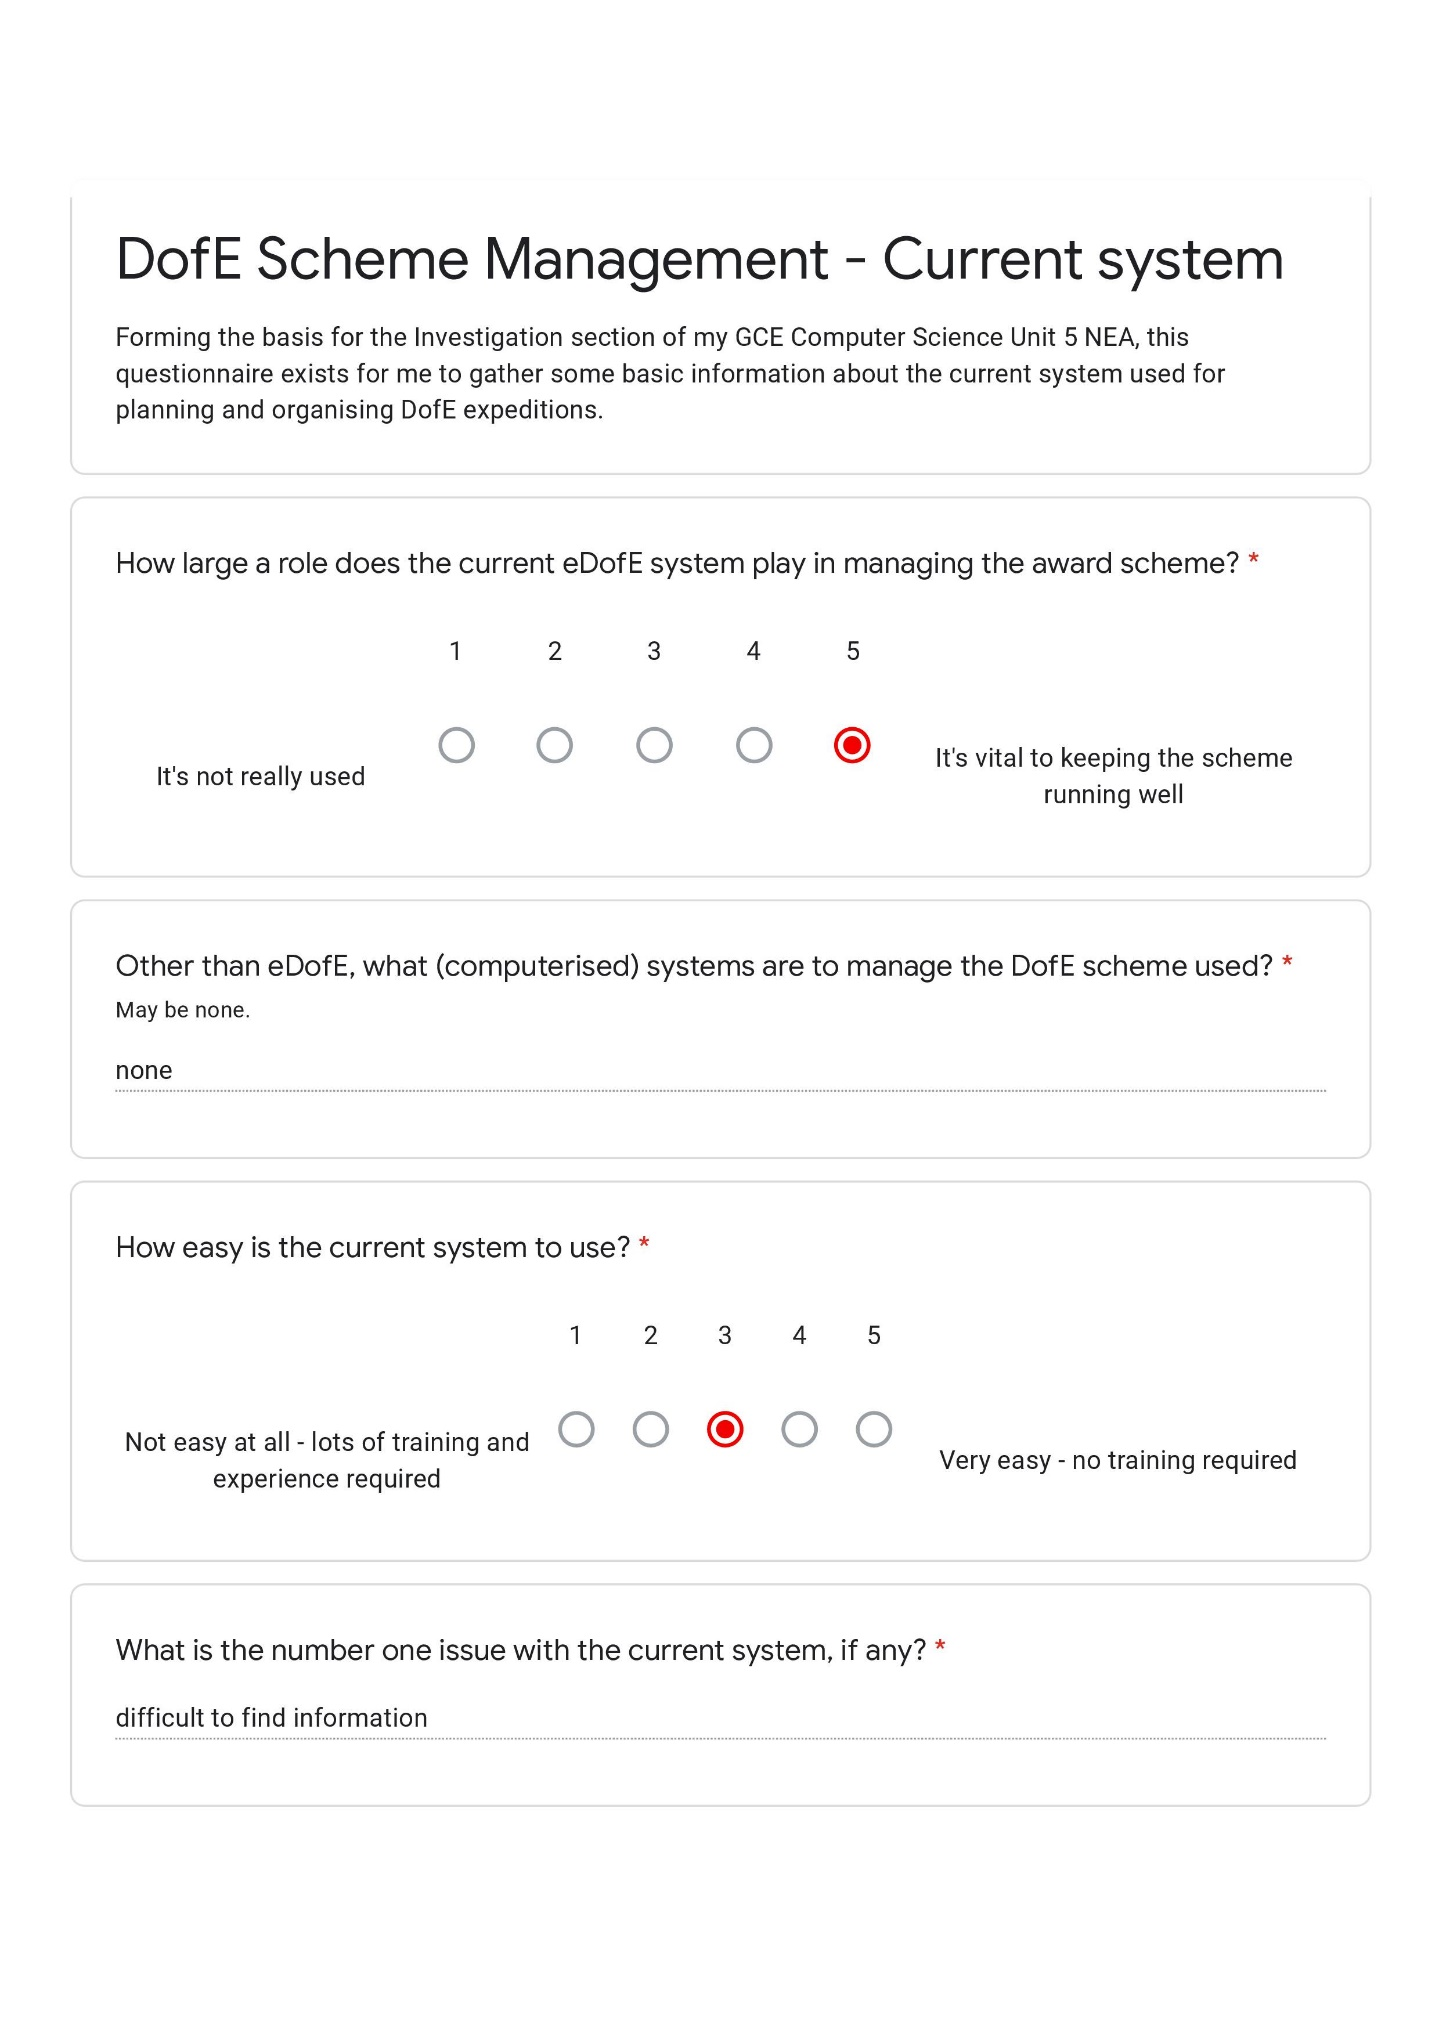 DofE Scheme Management - Current system
Forming the basis for the Investigation section of my GCE Computer Science Unit 5 NEA, this
questionnaire exists for me to gather some basic information about the current system used for
planning and organising DofE expeditions.
How large a role does the current eDofE system play in managing the award scheme? *
1 2 3 4 5
It's not really used
It's vital to keeping the scheme
running well
Other than eDofE, what (computerised) systems are to manage the DofE scheme used? *
May be none.
none
How easy is the current system to use? *
1 2 3 4 5
Not easy at all - lots of training and
experience required
Very easy - no training required
What is the number one issue with the current system, if any? *
difficult to find information